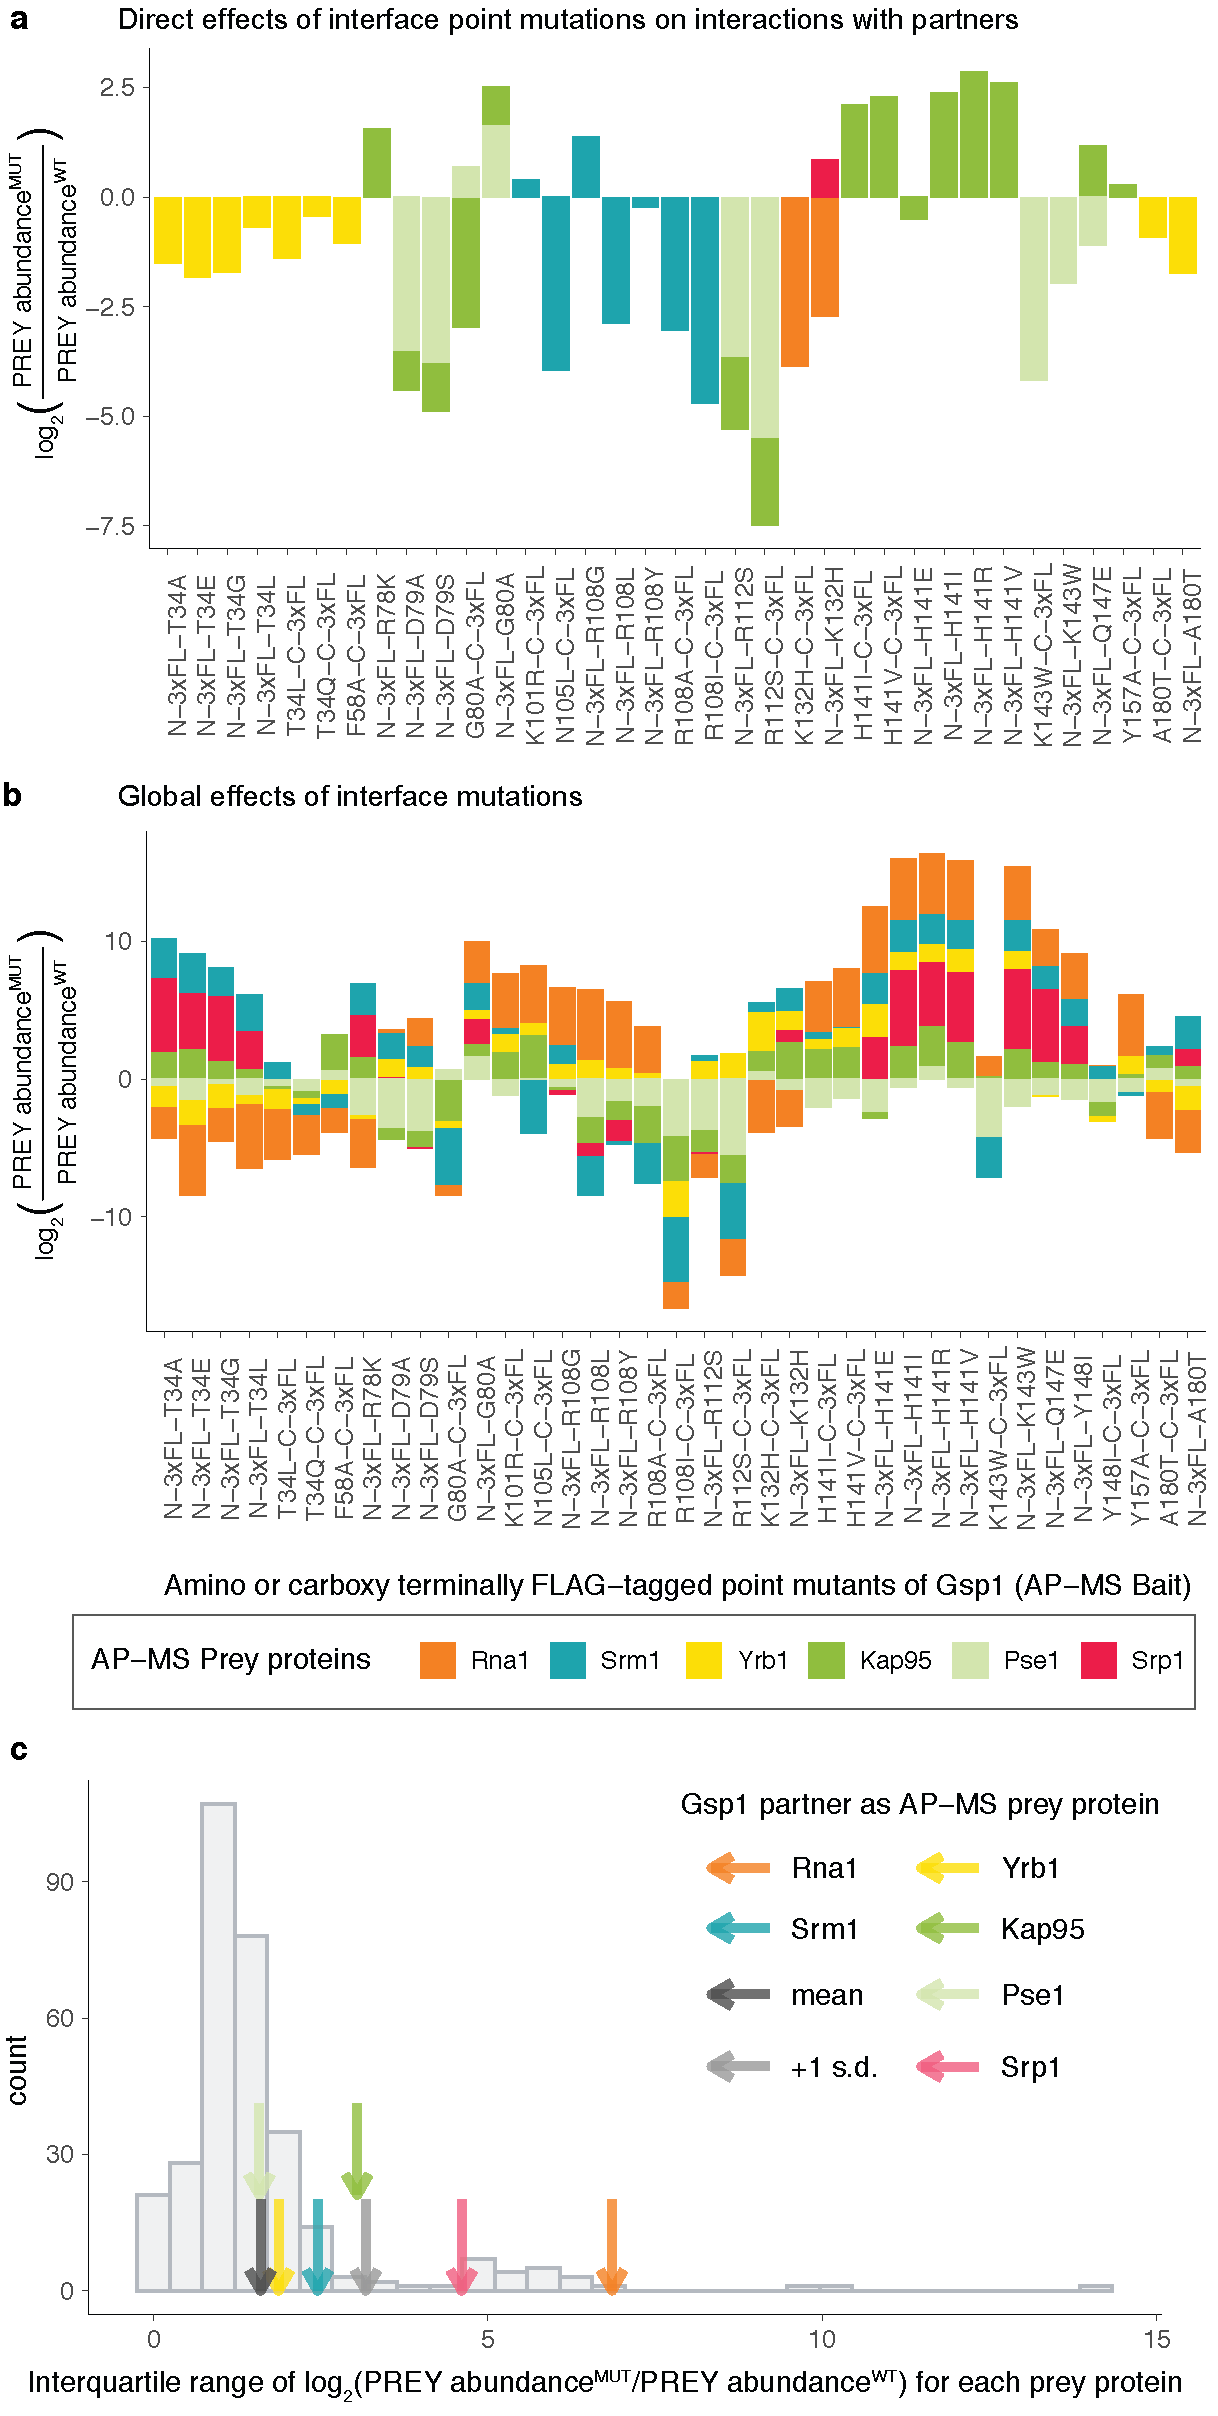 a Direct effects of interface point mutations on interactions with partners
log2( PREY abundanceMUT / PREY abundanceWT )
2.5
0.0
−2.5
−5.0
−7.5
N−3xFL−T34A
N−3xFL−T34E
N−3xFL−T34G
N−3xFL−T34L
T34L−C−3xFL
T34Q−C−3xFL
F58A−C−3xFL
N−3xFL−R78K
N−3xFL−D79A
N−3xFL−D79S
G80A−C−3xFL
N−3xFL−G80A
K101R−C−3xFL
N105L−C−3xFL
N−3xFL−R108G
N−3xFL−R108L
N−3xFL−R108Y
R108A−C−3xFL
R108I−C−3xFL
N−3xFL−R112S
R112S−C−3xFL
K132H−C−3xFL
N−3xFL−K132H
H141I−C−3xFL
H141V−C−3xFL
N−3xFL−H141E
N−3xFL−H141I
N−3xFL−H141R
N−3xFL−H141V
K143W−C−3xFL
N−3xFL−K143W
N−3xFL−Q147E
Y157A−C−3xFL
A180T−C−3xFL
N−3xFL−A180T
b Global effects of interface mutations
log2( PREY abundanceMUT / PREY abundanceWT )
10
0
−10
N−3xFL−T34A
N−3xFL−T34E
N−3xFL−T34G
N−3xFL−T34L
T34L−C−3xFL
T34Q−C−3xFL
F58A−C−3xFL
N−3xFL−R78K
N−3xFL−D79A
N−3xFL−D79S
G80A−C−3xFL
N−3xFL−G80A
K101R−C−3xFL
N105L−C−3xFL
N−3xFL−R108G
N−3xFL−R108L
N−3xFL−R108Y
R108A−C−3xFL
R108I−C−3xFL
N−3xFL−R112S
R112S−C−3xFL
K132H−C−3xFL
N−3xFL−K132H
H141I−C−3xFL
H141V−C−3xFL
N−3xFL−H141E
N−3xFL−H141I
N−3xFL−H141R
N−3xFL−H141V
K143W−C−3xFL
N−3xFL−K143W
N−3xFL−Q147E
N−3xFL−Y148I
Y148I−C−3xFL
Y157A−C−3xFL
A180T−C−3xFL
N−3xFL−A180T
Amino or carboxy terminally FLAG−tagged point mutants of Gsp1 (AP−MS Bait)
AP−MS Prey proteins Rna1 Srm1 Yrb1 Kap95 Pse1 Srp1
c
Gsp1 partner as AP−MS prey protein
Rna1 Yrb1
Srm1 Kap95
mean Pse1
+1 s.d. Srp1
count
90
60
30
0
0 5 10 15
Interquartile range of log2(PREY abundanceMUT/PREY abundanceWT) for each prey protein